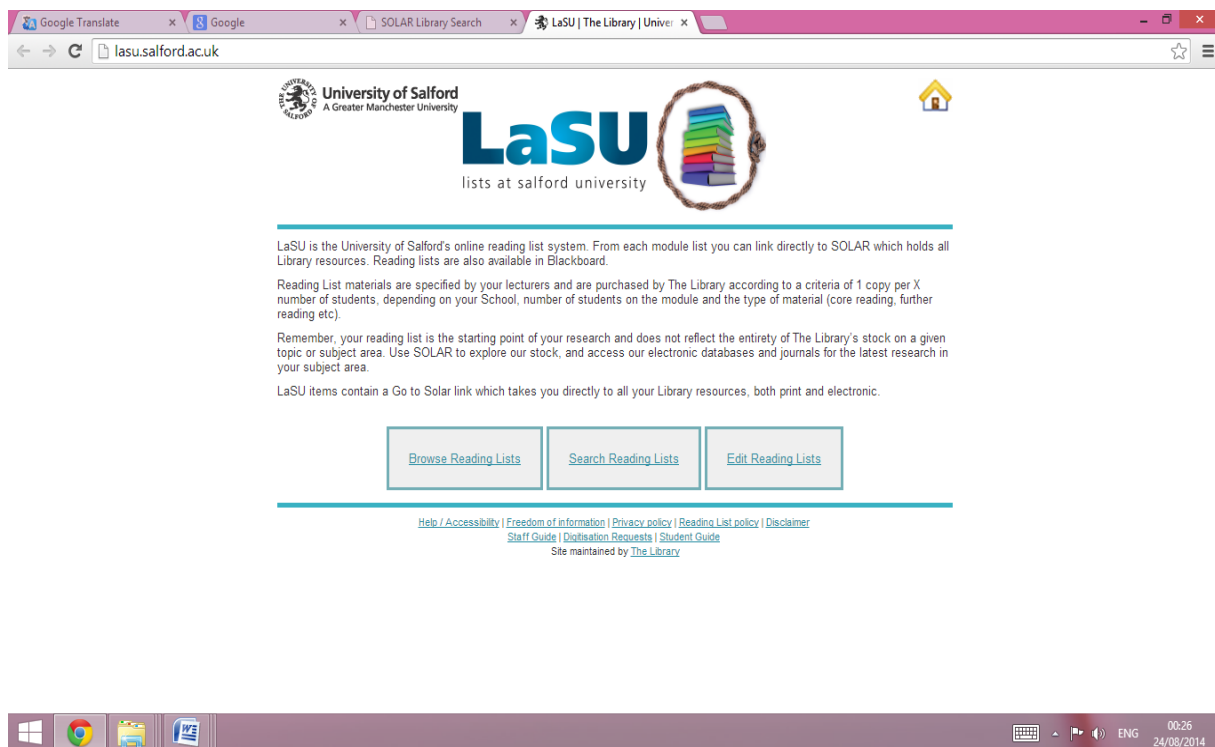 Google Translate
Google
SOLAR Library Search
LaSU | The Library | Univer
lasu.salford.ac.uk
THE UNIVERSITY OF SALFORD
University of Salford
A Greater Manchester University
LaSU
lists at salford university
LaSU is the University of Salford's online reading list system. From each module list you can link directly to SOLAR which holds all
Library resources. Reading lists are also available in Blackboard.
Reading List materials are specified by your lecturers and are purchased by The Library according to a criteria of 1 copy per X
number of students, depending on your School, number of students on the module and the type of material (core reading, further
reading etc).
Remember, your reading list is the starting point of your research and does not reflect the entirety of The Library's stock on a given
topic or subject area. Use SOLAR to explore our stock, and access our electronic databases and journals for the latest research in
your subject area.
LaSU items contain a Go to Solar link which takes you directly to all your Library resources, both print and electronic.
Browse Reading Lists
Search Reading Lists
Edit Reading Lists
Help / Accessibility | Freedom of information | Privacy policy | Reading List policy | Disclaimer
Staff Guide | Digitisation Requests | Student Guide
Site maintained by The Library
ENG
00:26
24/08/2014